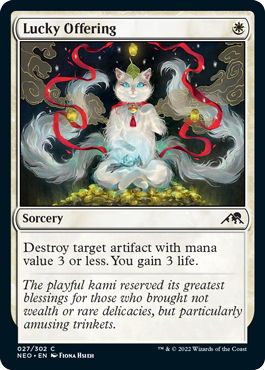 Lucky Offering
Sorcery
Destroy target artifact with mana
value 3 or less. You gain 3 life.
The playful kami reserved its greatest
blessings for those who brought not
wealth or rare delicacies, but particularly
amusing trinkets.
027/302 C
NEO • EN Fiona Hsieh
™ & © 2022 Wizards of the Coast